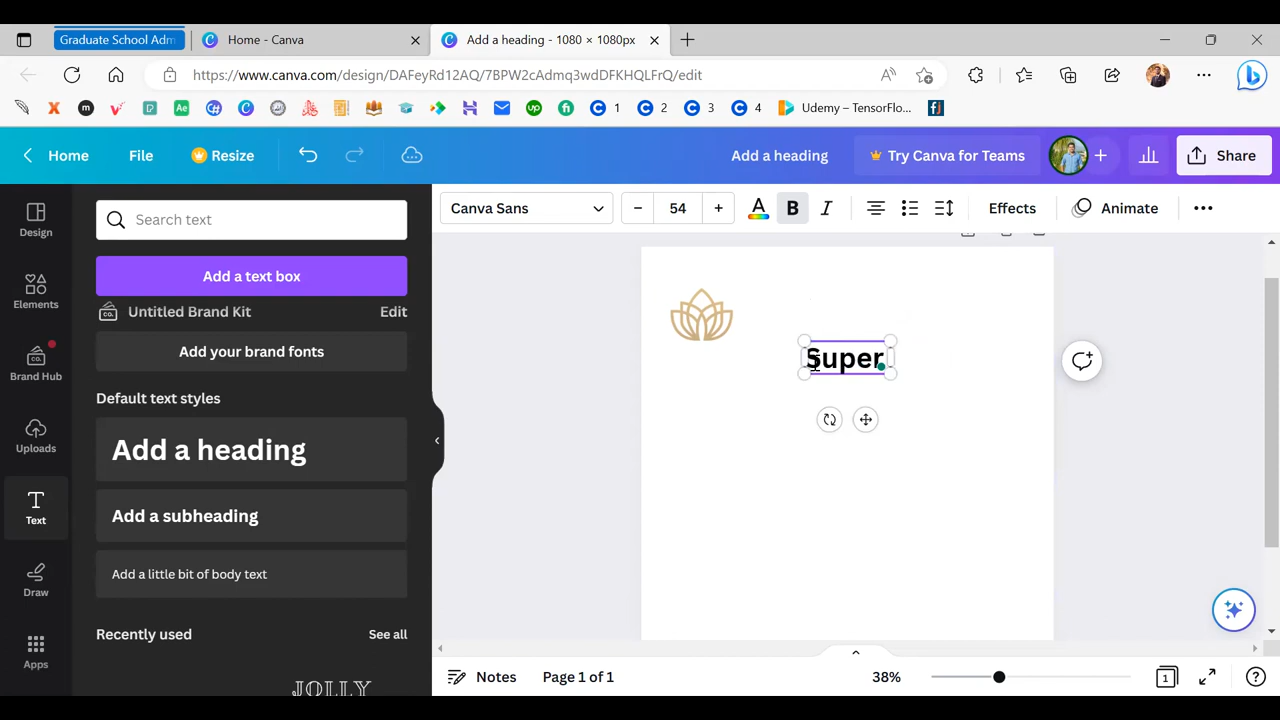 Graduate School Adm
Home - Canva
Add a heading - 1080 × 1080px
https://www.canva.com/design/DAFeyRd12AQ/7BPW2cAdmq3wdDFKHQLFrQ/edit
1
2
3
4
Udemy – TensorFlo...
Home
File
Resize
Add a heading
Try Canva for Teams
Share
Design
Elements
Brand Hub
Uploads
Text
Draw
Apps
Search text
Add a text box
Untitled Brand Kit
Edit
Add your brand fonts
Default text styles
Add a heading
Add a subheading
Add a little bit of body text
Recently used
See all
JOLLY
Canva Sans
54
B
Effects
Animate
Super
Notes
Page 1 of 1
38%
1